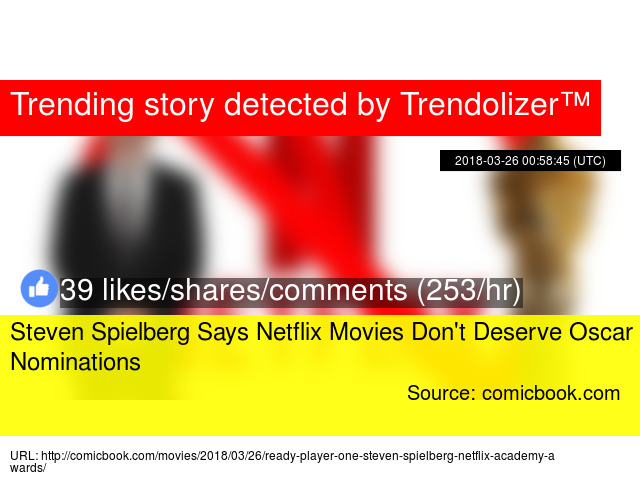 Trending story detected by Trendolizer™
2018-03-26 00:58:45 (UTC)
39 likes/shares/comments (253/hr)
Steven Spielberg Says Netflix Movies Don't Deserve Oscar
Nominations
Source: comicbook.com
URL: http://comicbook.com/movies/2018/03/26/ready-player-one-steven-spielberg-netflix-academy-a
wards/